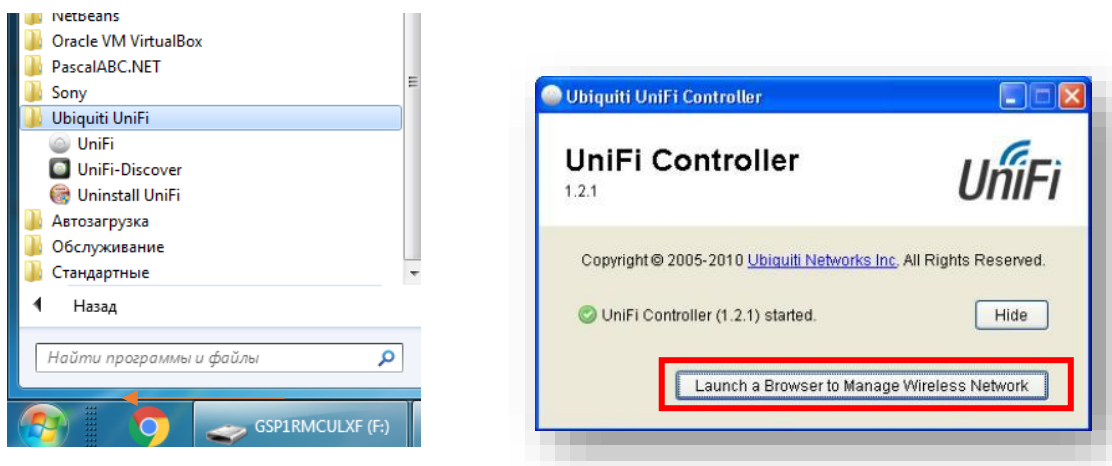 NetBeans
Oracle VM VirtualBox
PascalABC.NET
Sony
Ubiquiti UniFi
UniFi
UniFi-Discover
Uninstall UniFi
Автозагрузка
Обслуживание
Стандартные
Назад
Найти программы и файлы
GSP1RMCULXF (F:)
Ubiquiti UniFi Controller
UniFi Controller
1.2.1
UniFi
Copyright © 2005-2010 Ubiquiti Networks Inc. All Rights Reserved.
UniFi Controller (1.2.1) started.
Hide
Launch a Browser to Manage Wireless Network